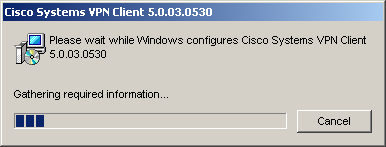 Cisco Systems VPN Client 5.0.03.0530
Please wait while Windows configures Cisco Systems VPN Client
5.0.03.0530
Gathering required information...
Cancel